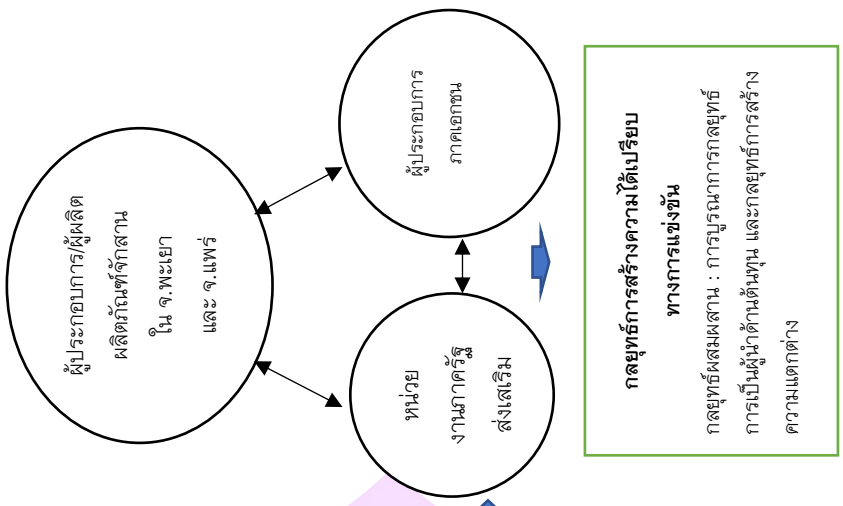 ผู้ประกอบการ/ผู้ผลิต
ผลิตภัณฑ์จักสาน
ใน จ.พะเยา
และ จ.แพร่
หน่วย
งานภาครัฐ
ส่งเสริม
ผู้ประกอบการ
ภาคเอกชน
กลยุทธ์การสร้างความได้เปรียบ
ทางการแข่งขัน
กลยุทธ์ผสมผสาน : การบูรณาการกลยุทธ์
การเป็นผู้นำด้านต้นทุน และกลยุทธ์การสร้าง
ความแตกต่าง